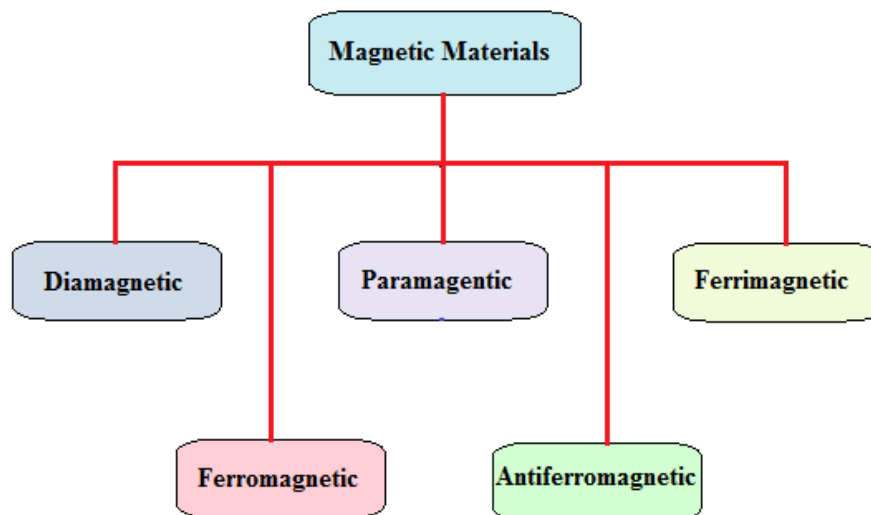 Magnetic Materials
Diamagnetic
Paramagentic
Ferrimagnetic
Ferromagnetic
Antiferromagnetic